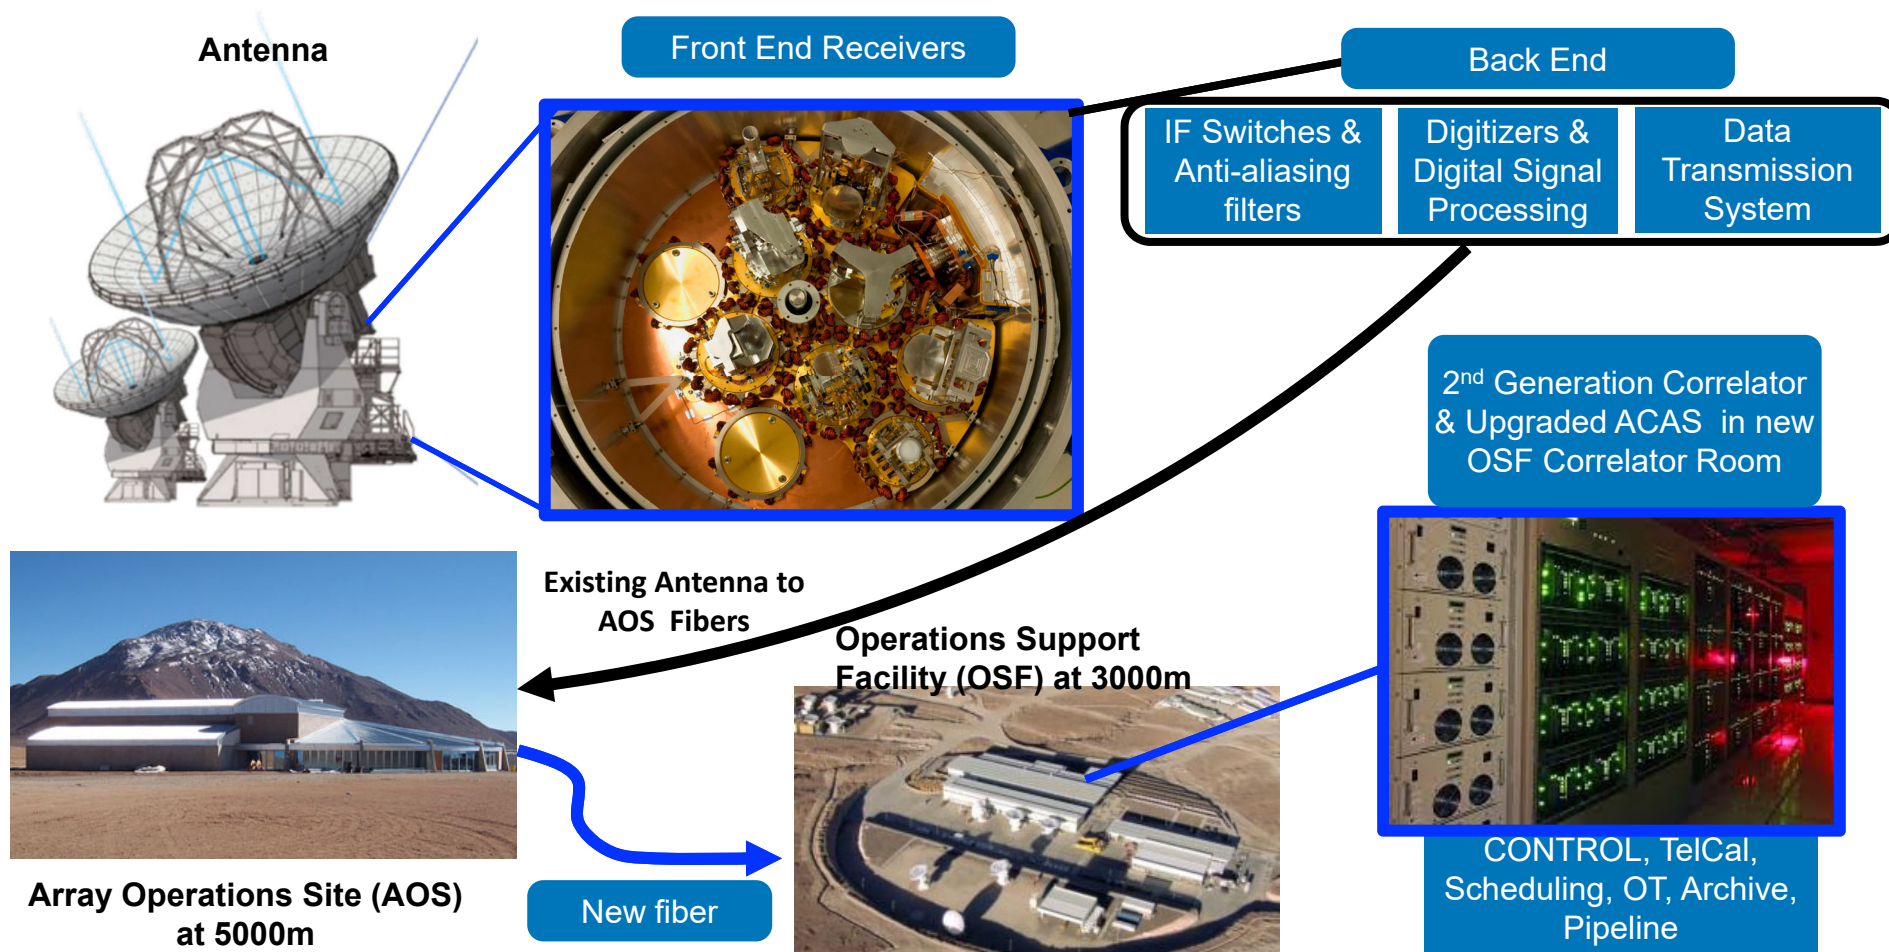 Antenna
Front End Receivers
Back End
IF Switches &
Anti-aliasing
filters
Digitizers &
Digital Signal
Processing
Data
Transmission
System
2nd Generation Correlator
& Upgraded ACAS in new
OSF Correlator Room
Existing Antenna to
AOS Fibers
Operations Support
Facility (OSF) at 3000m
Array Operations Site (AOS)
at 5000m
New fiber
CONTROL, TelCal,
Scheduling, OT, Archive,
Pipeline